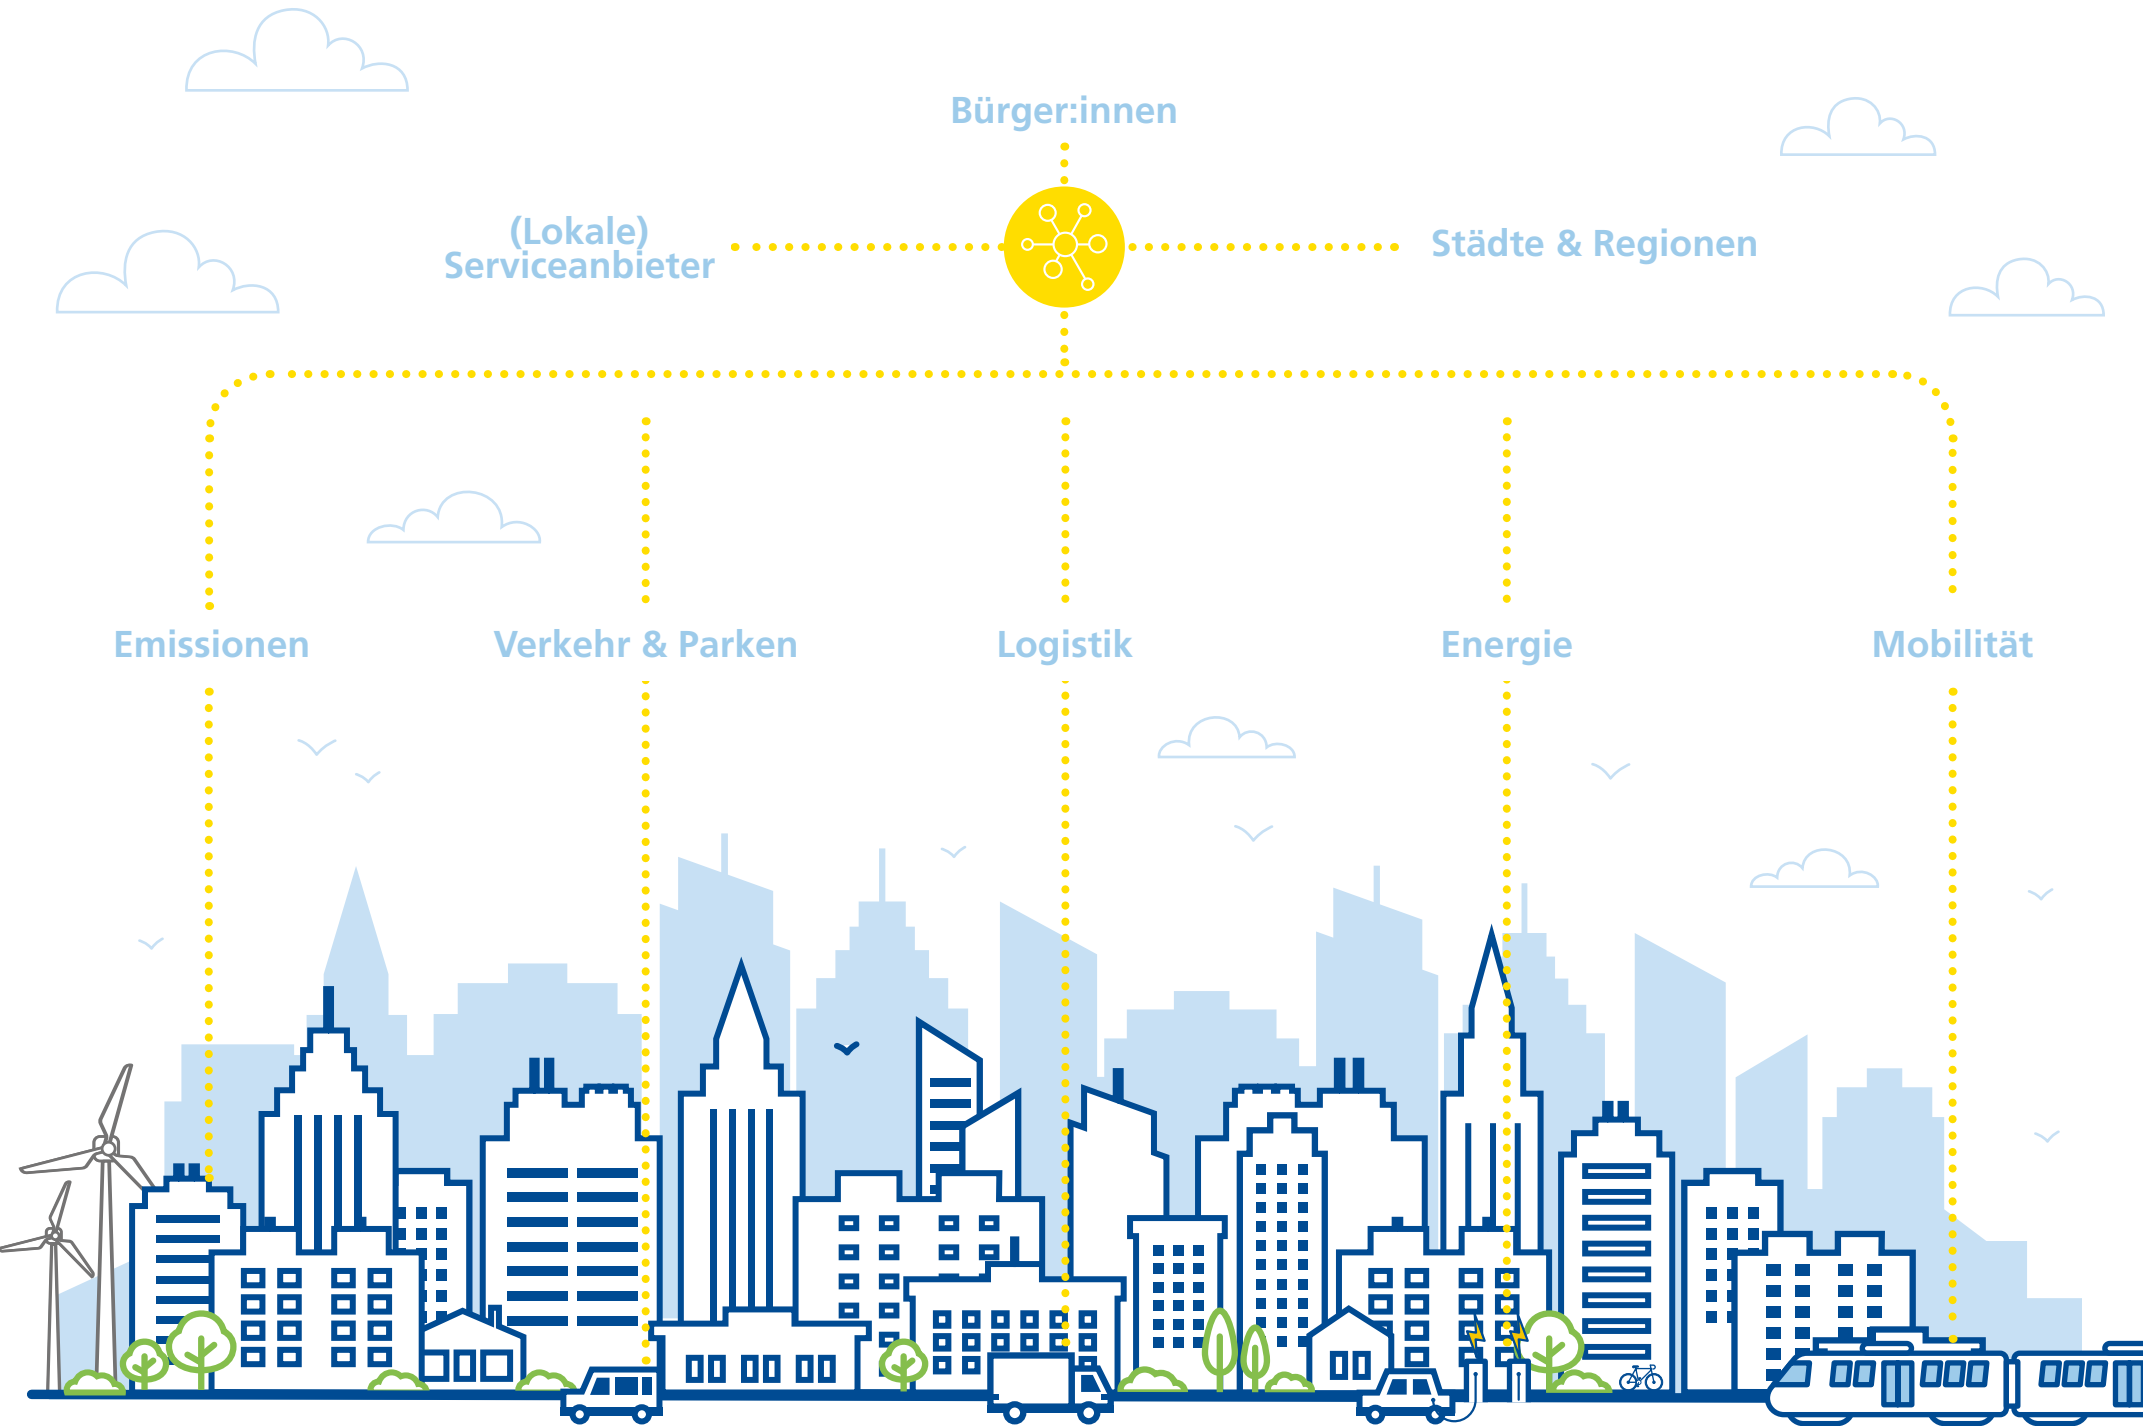 Bürger:innen
(Lokale)
Serviceanbieter
Städte & Regionen
Emissionen
Verkehr & Parken
Logistik
Energie
Mobilität